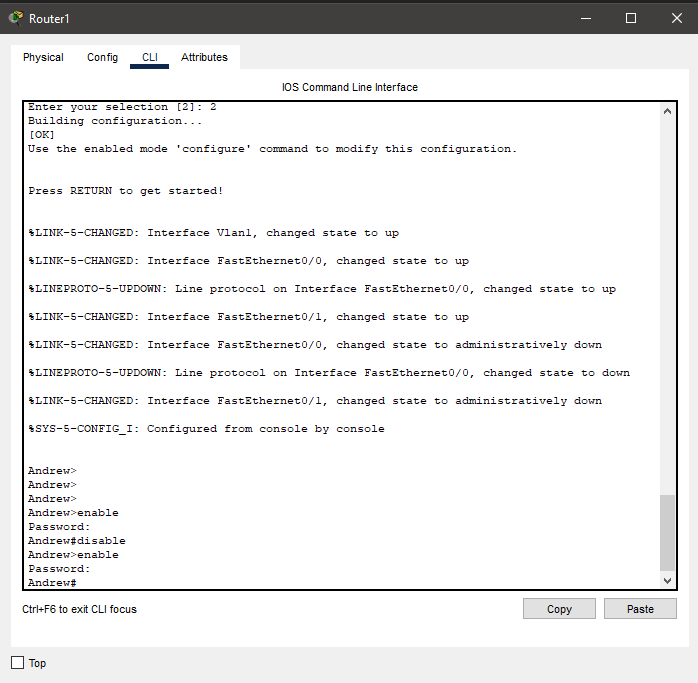 Router1
Physical Config CLI Attributes
IOS Command Line Interface
Enter your selection [2]: 2
Building configuration...
[OK]
Use the enabled mode 'configure' command to modify this configuration.
Press RETURN to get started!
%LINK-5-CHANGED: Interface Vlan1, changed state to up
%LINK-5-CHANGED: Interface FastEthernet0/0, changed state to up
%LINEPROTO-5-UPDOWN: Line protocol on Interface FastEthernet0/0, changed state to up
%LINK-5-CHANGED: Interface FastEthernet0/1, changed state to up
%LINK-5-CHANGED: Interface FastEthernet0/0, changed state to administratively down
%LINEPROTO-5-UPDOWN: Line protocol on Interface FastEthernet0/0, changed state to down
%LINK-5-CHANGED: Interface FastEthernet0/1, changed state to administratively down
%SYS-5-CONFIG_I: Configured from console by console
Andrew>
Andrew>
Andrew>
Andrew>enable
Password:
Andrew#disable
Andrew>enable
Password:
Andrew#
Ctrl+F6 to exit CLI focus
Copy Paste
Top